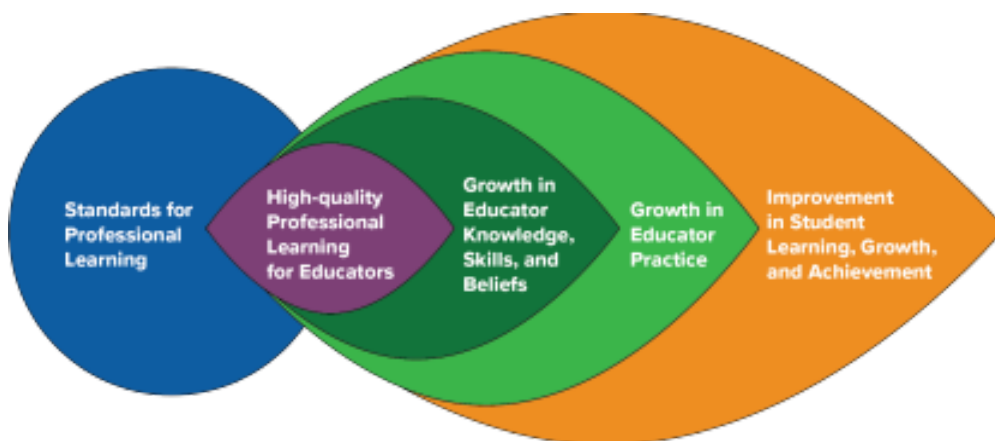 Standards for
Professional
Learning
High-quality
Professional
Learning
for Educators
Growth in
Educator
Knowledge,
Skills, and
Beliefs
Growth in
Educator
Practice
Improvement
in Student
Learning, Growth,
and Achievement